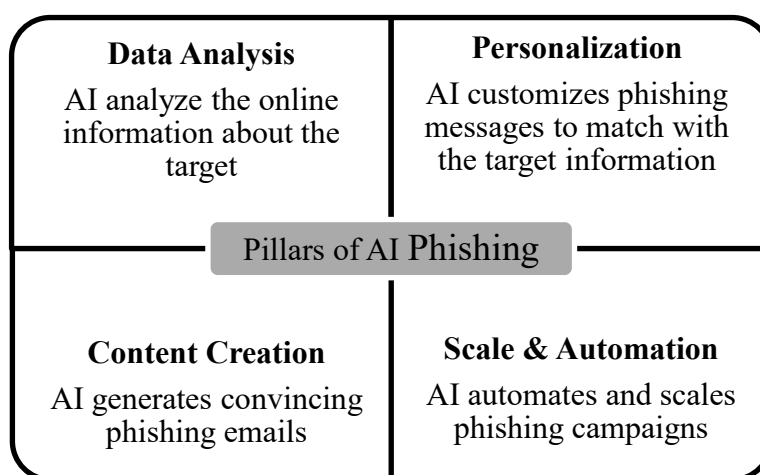 Data Analysis
AI analyze the online
information about the
target
Personalization
AI customizes phishing
messages to match with
the target information
Pillars of AI Phishing
Content Creation
AI generates convincing
phishing emails
Scale & Automation
AI automates and scales
phishing campaigns